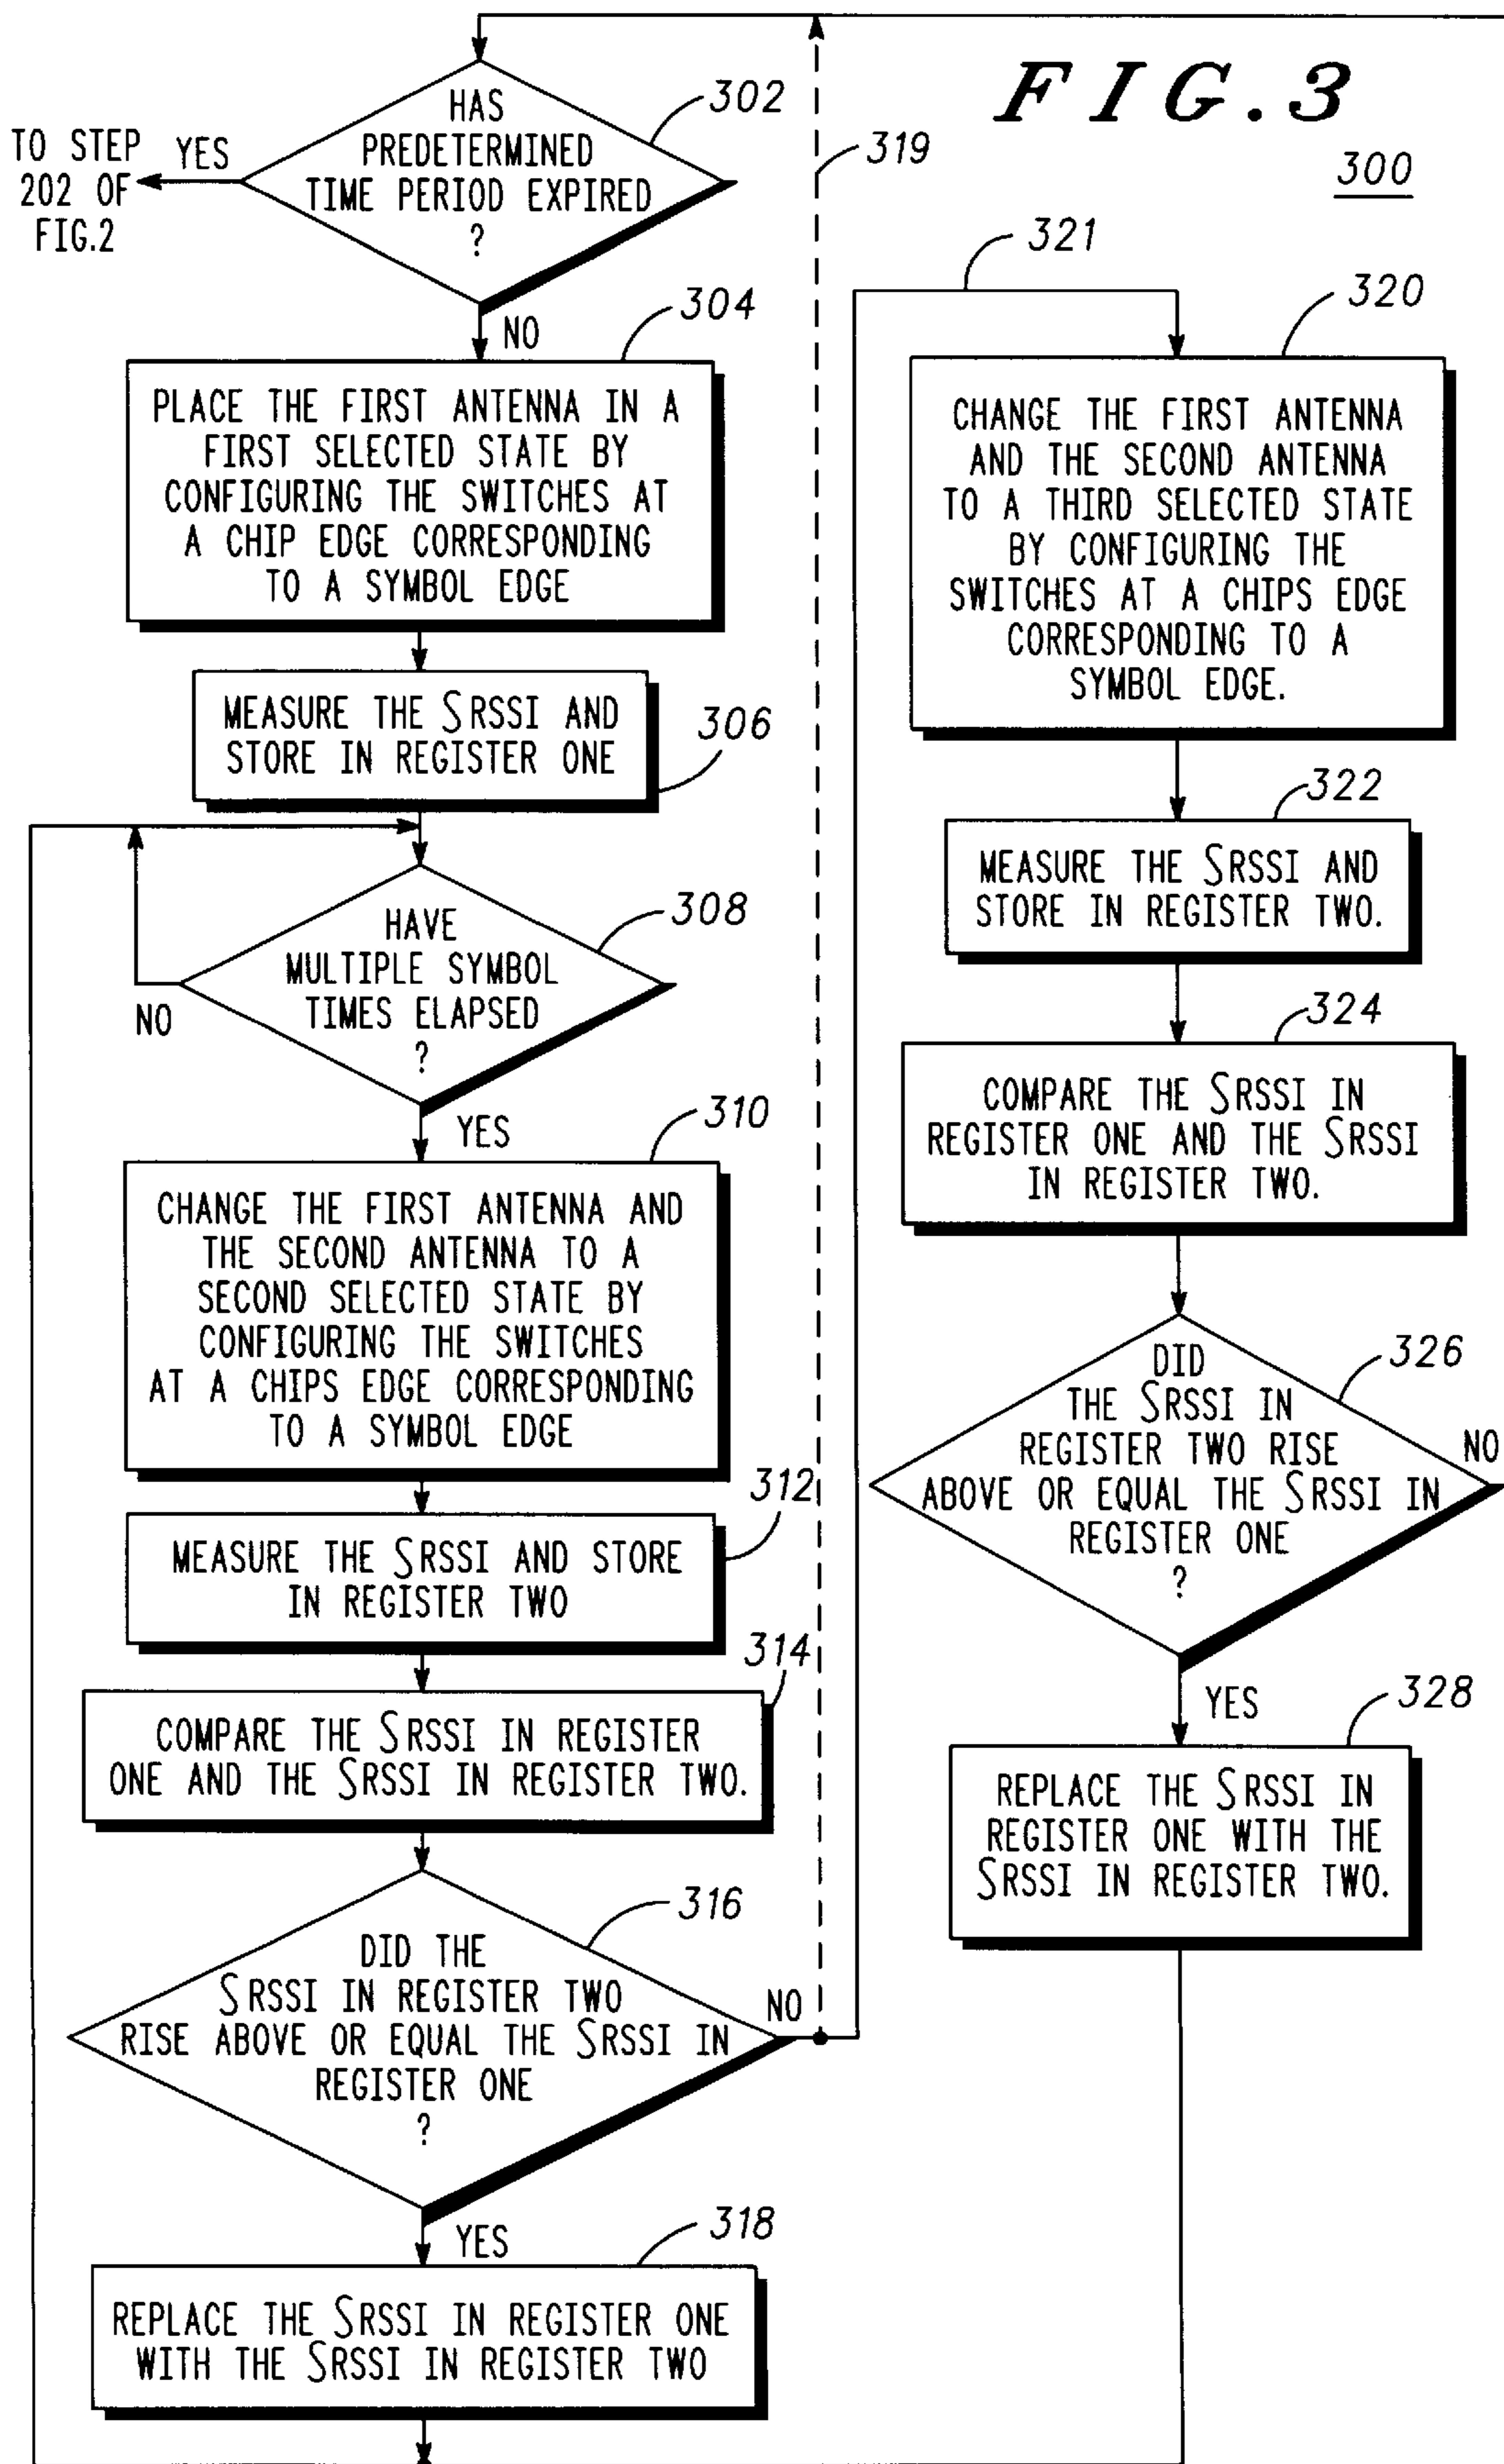 FIG.3
300
HAS
PREDETERMINED
TIME PERIOD EXPIRED
?
302
YES
TO STEP
202 OF
FIG.2
NO
304
PLACE THE FIRST ANTENNA IN A
FIRST SELECTED STATE BY
CONFIGURING THE SWITCHES AT
A CHIP EDGE CORRESPONDING
TO A SYMBOL EDGE
MEASURE THE SRSSI AND
STORE IN REGISTER ONE
306
HAVE
MULTIPLE SYMBOL
TIMES ELAPSED
?
308
NO
YES
310
CHANGE THE FIRST ANTENNA AND
THE SECOND ANTENNA TO A
SECOND SELECTED STATE BY
CONFIGURING THE SWITCHES
AT A CHIPS EDGE CORRESPONDING
TO A SYMBOL EDGE
312
MEASURE THE SRSSI AND STORE
IN REGISTER TWO
314
COMPARE THE SRSSI IN REGISTER
ONE AND THE SRSSI IN REGISTER TWO.
316
DID THE
SRSSI IN REGISTER TWO
RISE ABOVE OR EQUAL THE SRSSI IN
REGISTER ONE
?
NO
YES
318
REPLACE THE SRSSI IN REGISTER ONE
WITH THE SRSSI IN REGISTER TWO
319
321
320
CHANGE THE FIRST ANTENNA
AND THE SECOND ANTENNA
TO A THIRD SELECTED STATE
BY CONFIGURING THE
SWITCHES AT A CHIPS EDGE
CORRESPONDING TO A
SYMBOL EDGE.
322
MEASURE THE SRSSI AND
STORE IN REGISTER TWO.
324
COMPARE THE SRSSI IN
REGISTER ONE AND THE SRSSI
IN REGISTER TWO.
326
DID
THE SRSSI IN
REGISTER TWO RISE
ABOVE OR EQUAL THE SRSSI IN
REGISTER ONE
?
NO
YES
328
REPLACE THE SRSSI IN
REGISTER ONE WITH THE
SRSSI IN REGISTER TWO.